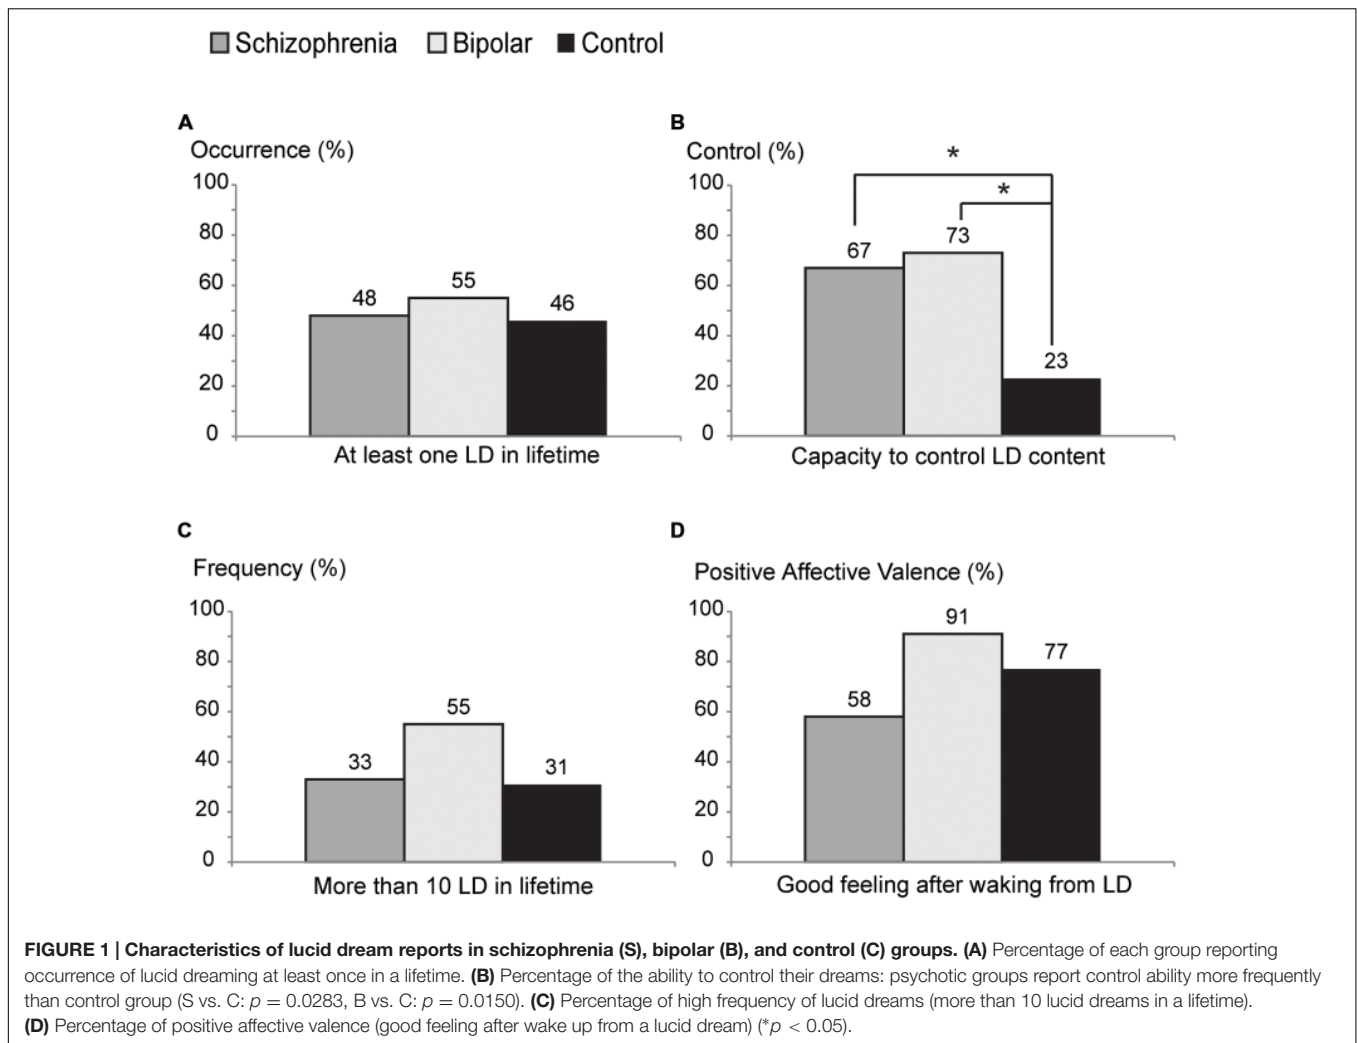 Schizophrenia Bipolar Control
A
Occurrence (%)
100
80
60
40
20
0
48
55
46
At least one LD in lifetime
B
Control (%)
*
*
100
80
60
40
20
0
67
73
23
Capacity to control LD content
C
Frequency (%)
100
80
60
40
20
0
33
55
31
More than 10 LD in lifetime
D
Positive Affective Valence (%)
100
80
60
40
20
0
58
91
77
Good feeling after waking from LD
FIGURE 1 | Characteristics of lucid dream reports in schizophrenia (S), bipolar (B), and control (C) groups. (A) Percentage of each group reporting
occurrence of lucid dreaming at least once in a lifetime. (B) Percentage of the ability to control their dreams: psychotic groups report control ability more frequently
than control group (S vs. C: p = 0.0283, B vs. C: p = 0.0150). (C) Percentage of high frequency of lucid dreams (more than 10 lucid dreams in a lifetime).
(D) Percentage of positive affective valence (good feeling after wake up from a lucid dream) (*p < 0.05).